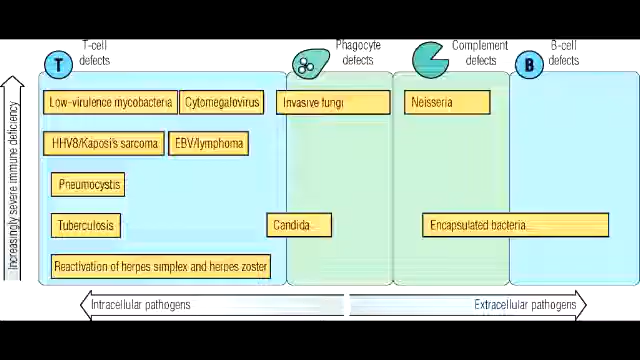 T-cell
defects
Phagocyte
defects
Complement
defects
B-cell
defects
T
B
Increasingly severe immune deficiency
Low-virulence mycobacteria
Cytomegalovirus
Invasive fungi
Neisseria
HHV8/Kaposi's sarcoma
EBV/lymphoma
Pneumocystis
Tuberculosis
Candida
Encapsulated bacteria
Reactivation of herpes simplex and herpes zoster
Intracellular pathogens
Extracellular pathogens